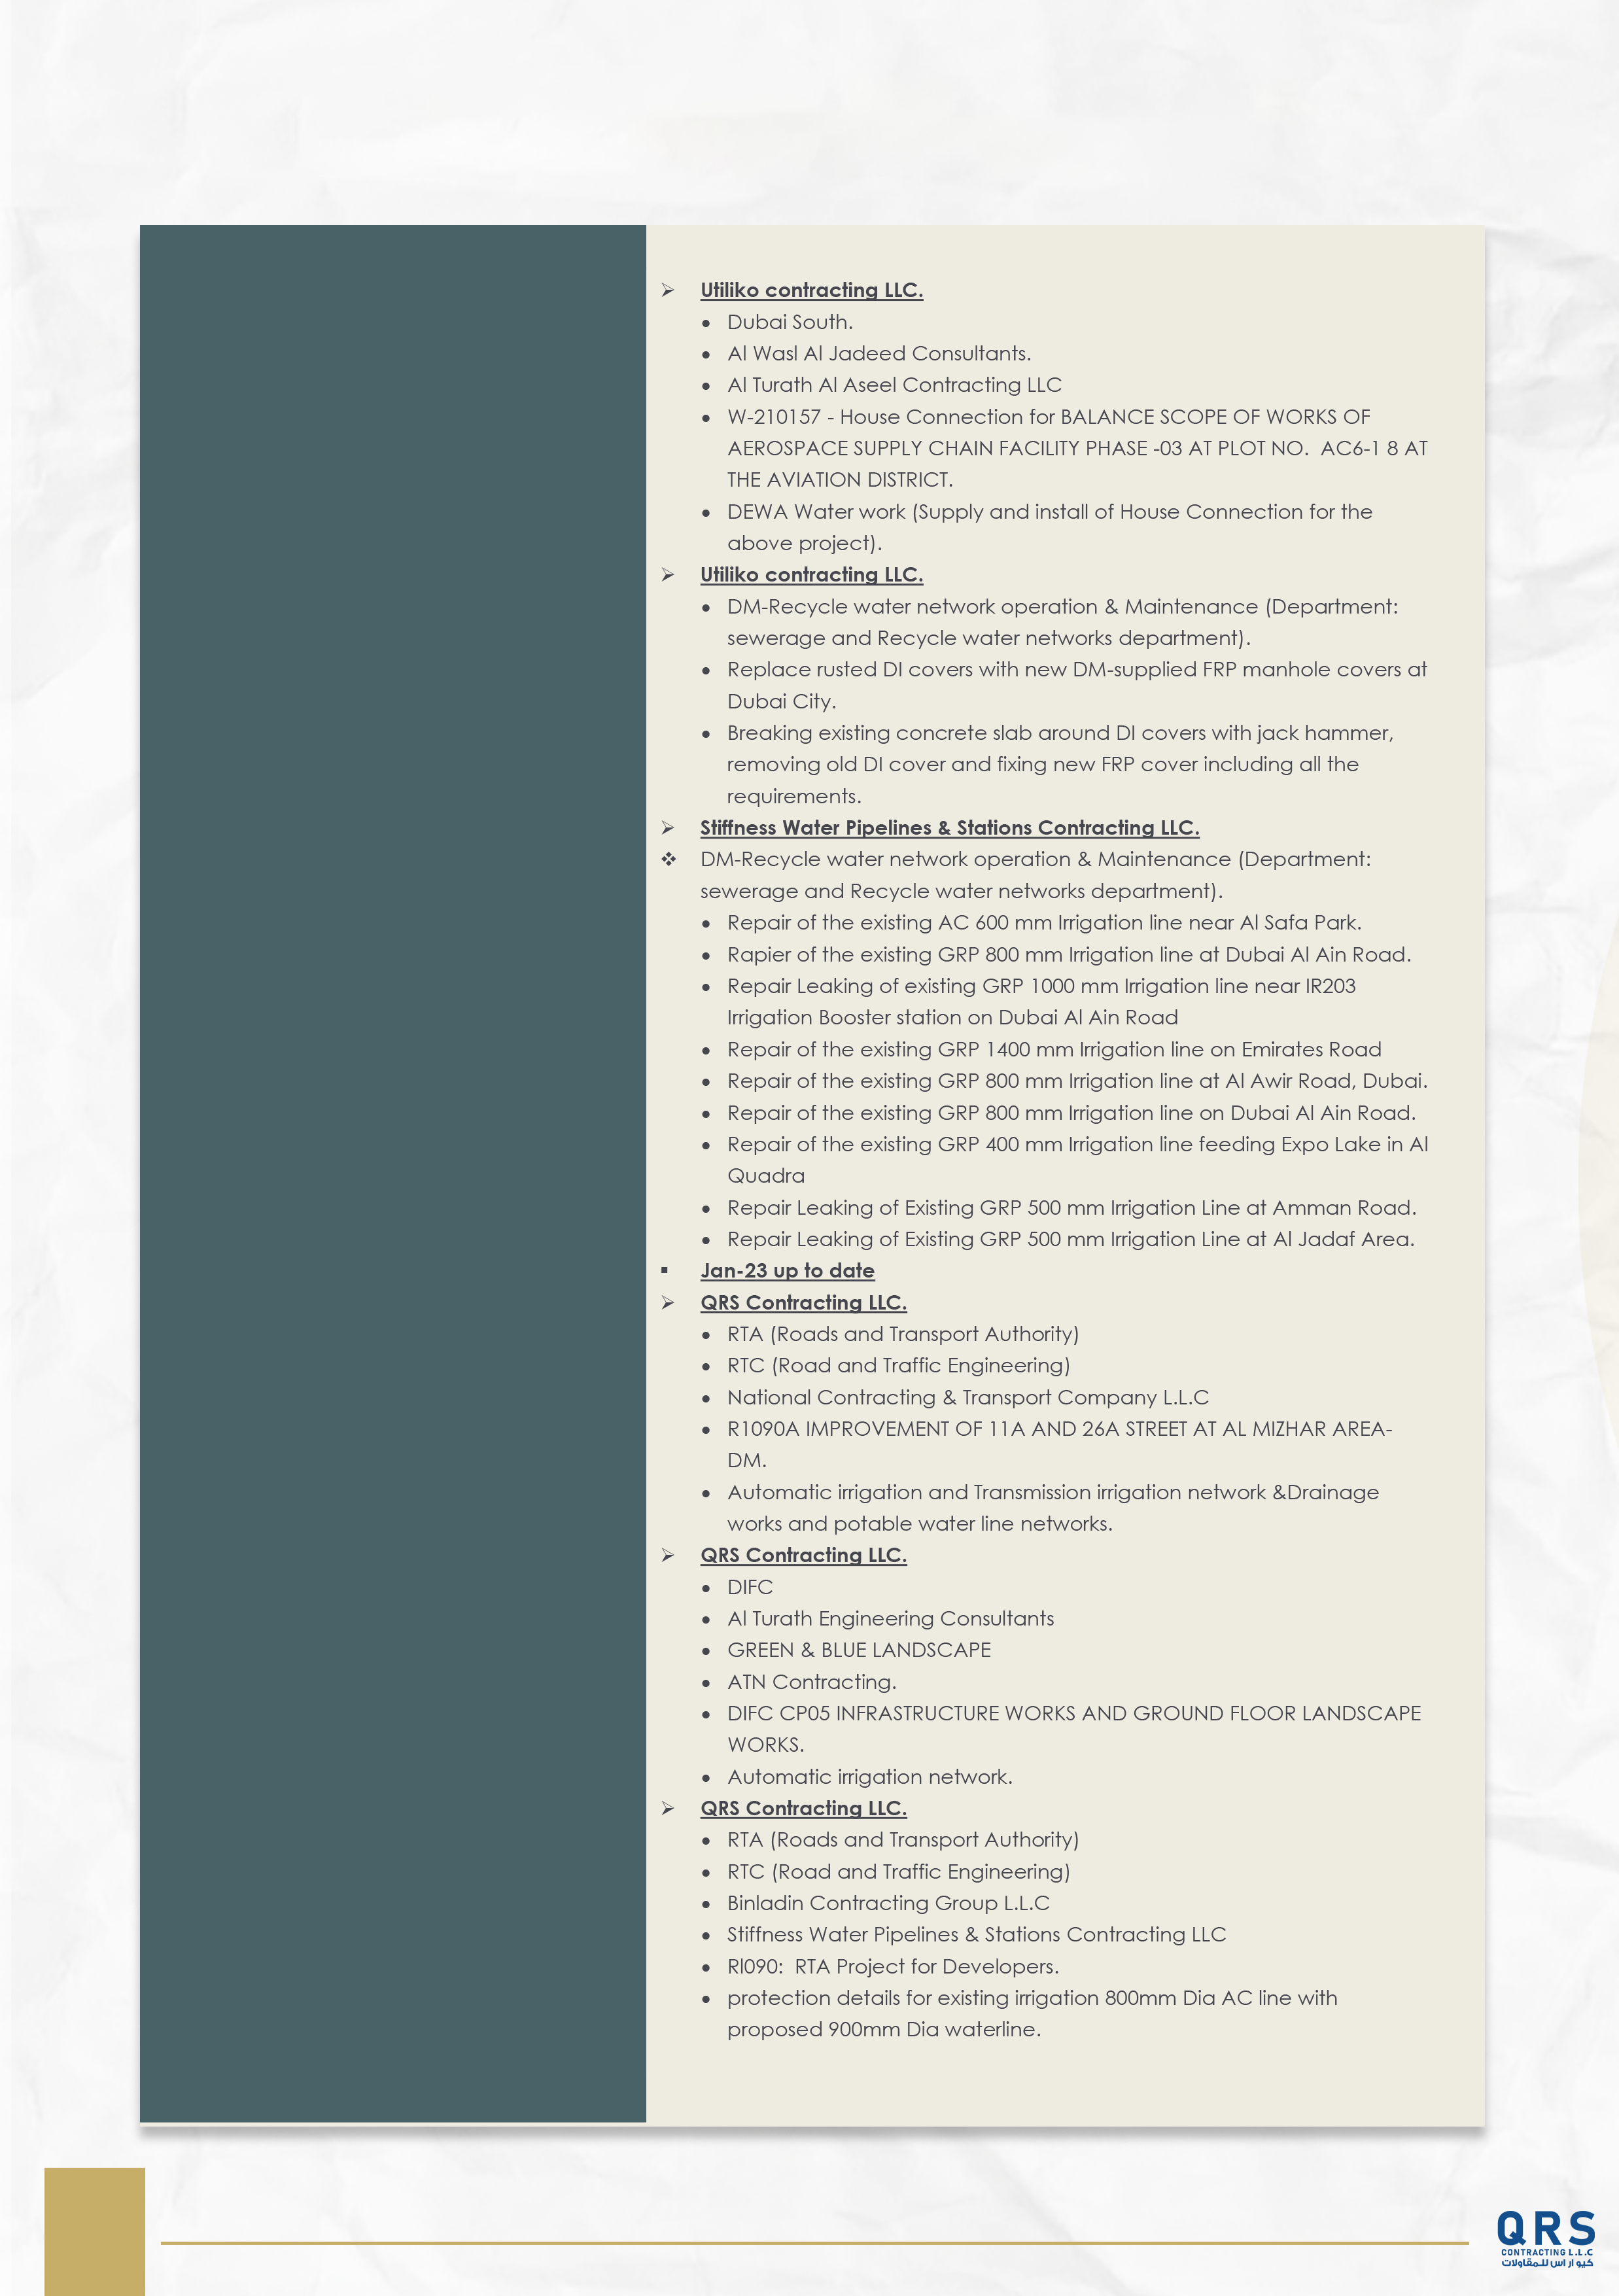 ➢ Utiliko contracting LLC.
• Dubai South.
• Al Wasl Al Jadeed Consultants.
• Al Turath Al Aseel Contracting LLC
• W-210157 - House Connection for BALANCE SCOPE OF WORKS OF
AEROSPACE SUPPLY CHAIN FACILITY PHASE -03 AT PLOT NO.  AC6-1 8 AT
THE AVIATION DISTRICT.
• DEWA Water work (Supply and install of House Connection for the
above project).
➢ Utiliko contracting LLC.
• DM-Recycle water network operation & Maintenance (Department:
sewerage and Recycle water networks department).
• Replace rusted DI covers with new DM-supplied FRP manhole covers at
Dubai City.
• Breaking existing concrete slab around DI covers with jack hammer,
removing old DI cover and fixing new FRP cover including all the
requirements.
➢ Stiffness Water Pipelines & Stations Contracting LLC.
❖ DM-Recycle water network operation & Maintenance (Department:
sewerage and Recycle water networks department).
• Repair of the existing AC 600 mm Irrigation line near Al Safa Park.
• Rapier of the existing GRP 800 mm Irrigation line at Dubai Al Ain Road.
• Repair Leaking of existing GRP 1000 mm Irrigation line near IR203
Irrigation Booster station on Dubai Al Ain Road
• Repair of the existing GRP 1400 mm Irrigation line on Emirates Road
• Repair of the existing GRP 800 mm Irrigation line at Al Awir Road, Dubai.
• Repair of the existing GRP 800 mm Irrigation line on Dubai Al Ain Road.
• Repair of the existing GRP 400 mm Irrigation line feeding Expo Lake in Al
Quadra
• Repair Leaking of Existing GRP 500 mm Irrigation Line at Amman Road.
• Repair Leaking of Existing GRP 500 mm Irrigation Line at Al Jadaf Area.
▪ Jan-23 up to date
➢ QRS Contracting LLC.
• RTA (Roads and Transport Authority)
• RTC (Road and Traffic Engineering)
• National Contracting & Transport Company L.L.C
• R1090A IMPROVEMENT OF 11A AND 26A STREET AT AL MIZHAR AREA-
DM.
• Automatic irrigation and Transmission irrigation network &Drainage
works and potable water line networks.
➢ QRS Contracting LLC.
• DIFC
• Al Turath Engineering Consultants
• GREEN & BLUE LANDSCAPE
• ATN Contracting.
• DIFC CP05 INFRASTRUCTURE WORKS AND GROUND FLOOR LANDSCAPE
WORKS.
• Automatic irrigation network.
➢ QRS Contracting LLC.
• RTA (Roads and Transport Authority)
• RTC (Road and Traffic Engineering)
• Binladin Contracting Group L.L.C
• Stiffness Water Pipelines & Stations Contracting LLC
• Rl090:  RTA Project for Developers.
• protection details for existing irrigation 800mm Dia AC line with
proposed 900mm Dia waterline.
QRS
CONTRACTING L.L.C
كيو ار اس للمقاولات